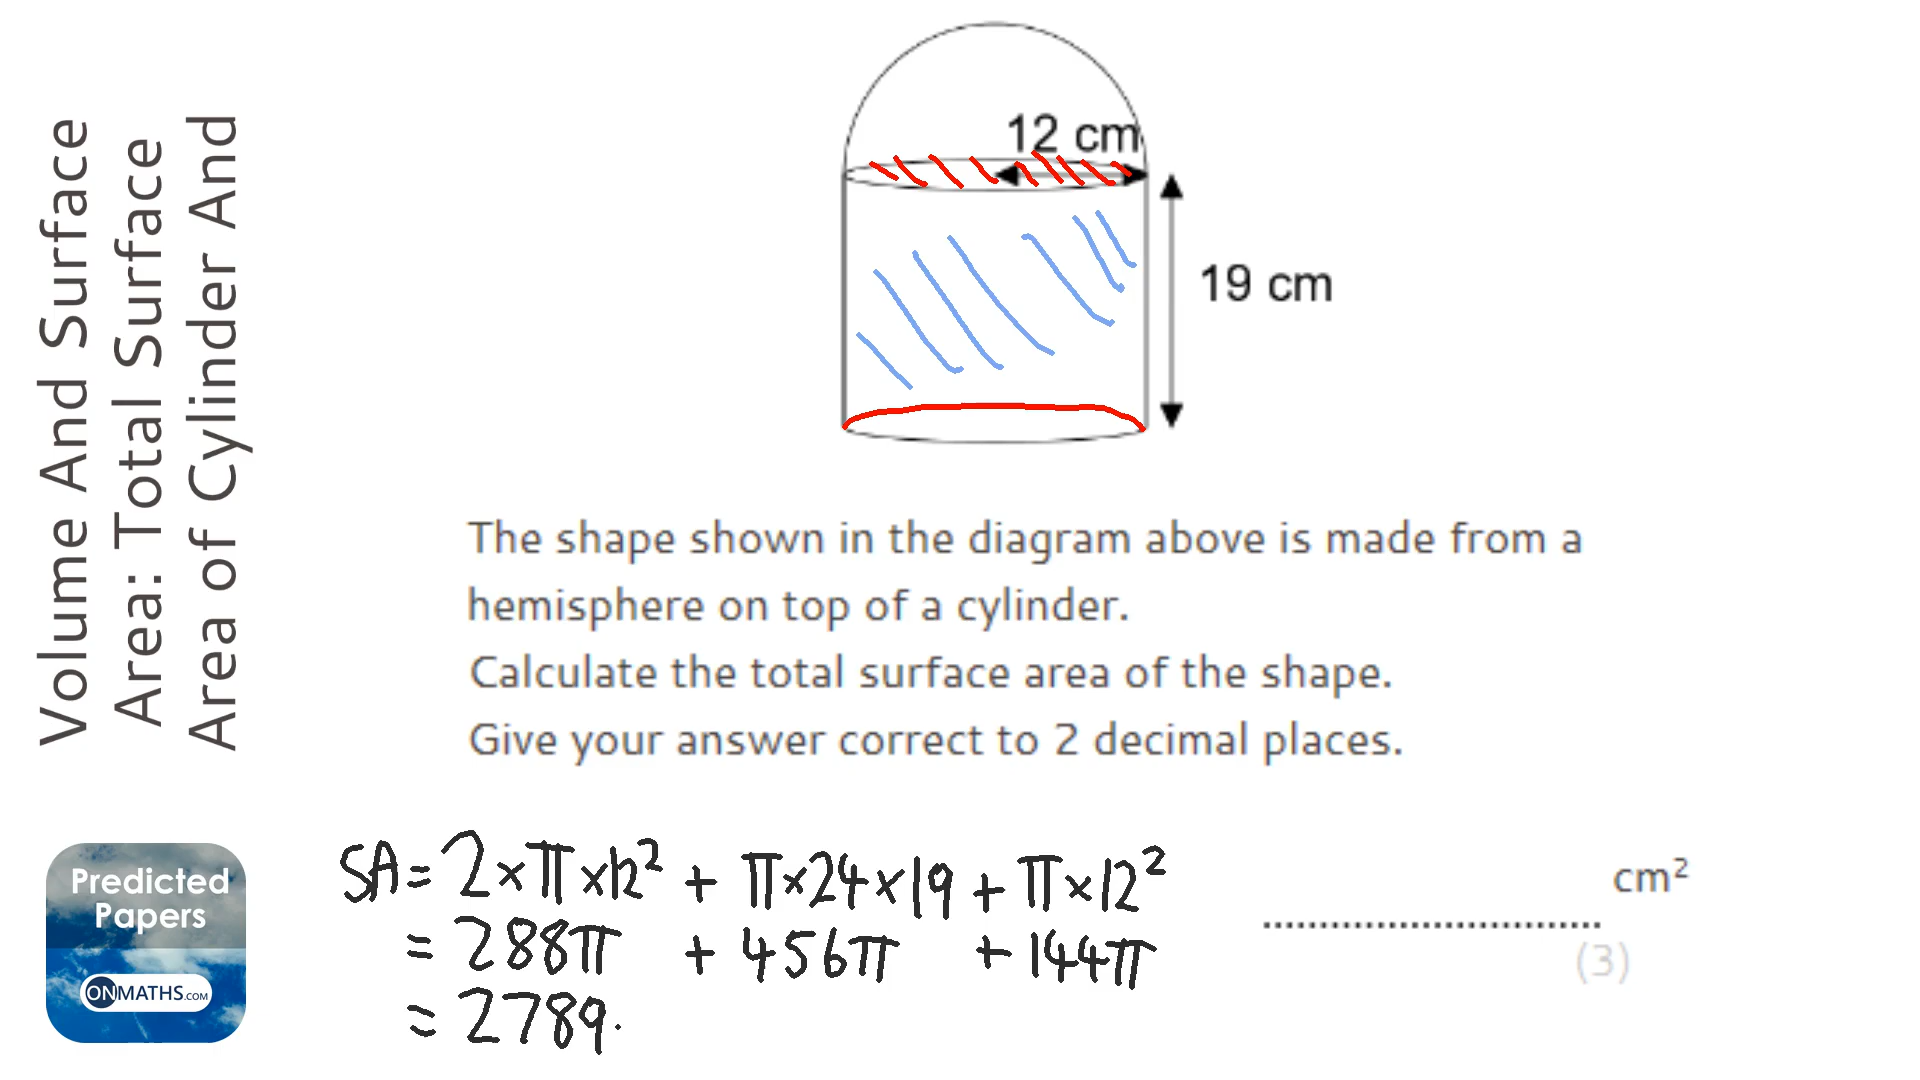 Volume And Surface
Area: Total Surface
Area of Cylinder And
12 cm
19 cm
The shape shown in the diagram above is made from a
hemisphere on top of a cylinder.
Calculate the total surface area of the shape.
Give your answer correct to 2 decimal places.
SA = 2×π×12² + π×24×19 + π×12²
= 288π + 456π + 144π
= 2789.
.............................. cm²
(3)
Predicted
Papers
ONMATHS.COM